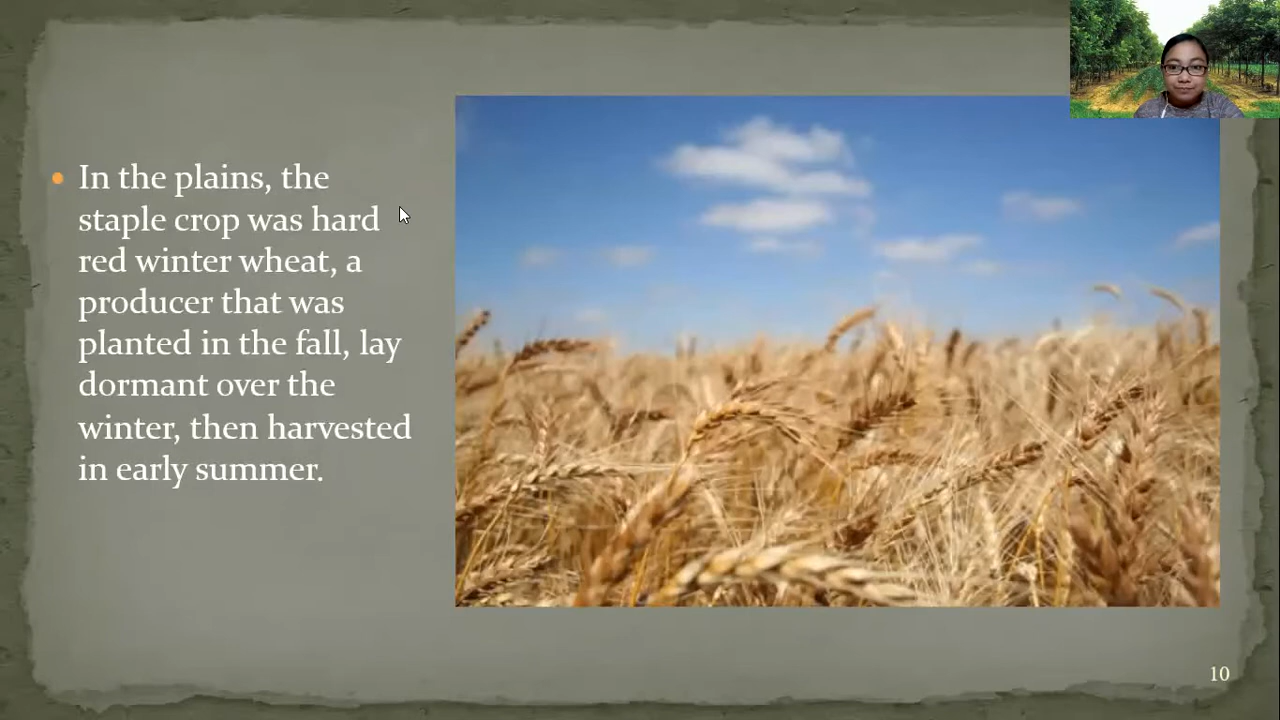 In the plains, the
staple crop was hard
red winter wheat, a
producer that was
planted in the fall, lay
dormant over the
winter, then harvested
in early summer.
10